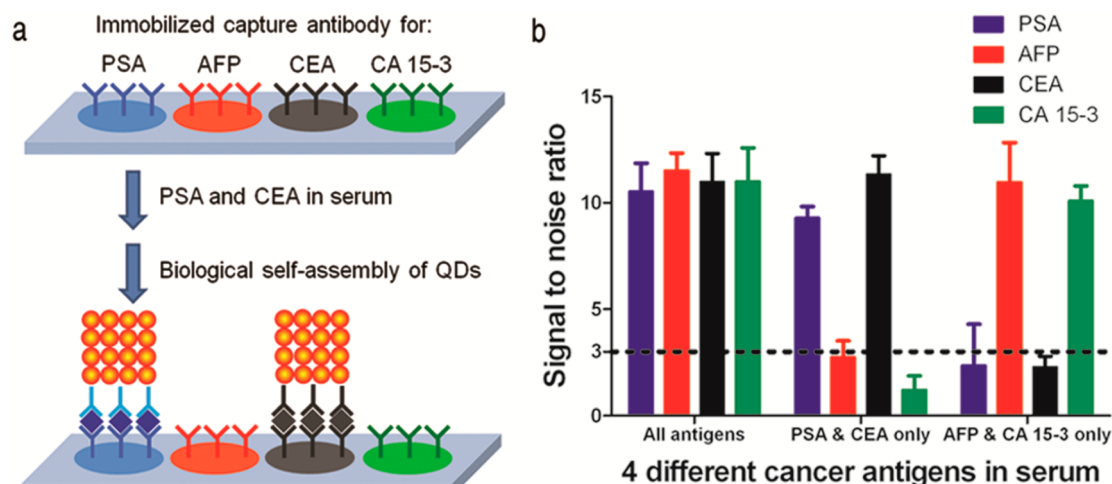 a
Immobilized capture antibody for:
PSA AFP CEA CA 15-3
PSA and CEA in serum
Biological self-assembly of QDs
b
PSA
AFP
CEA
CA 15-3
Signal to noise ratio
15
10
5
3
0
All antigens PSA & CEA only AFP & CA 15-3 only
4 different cancer antigens in serum